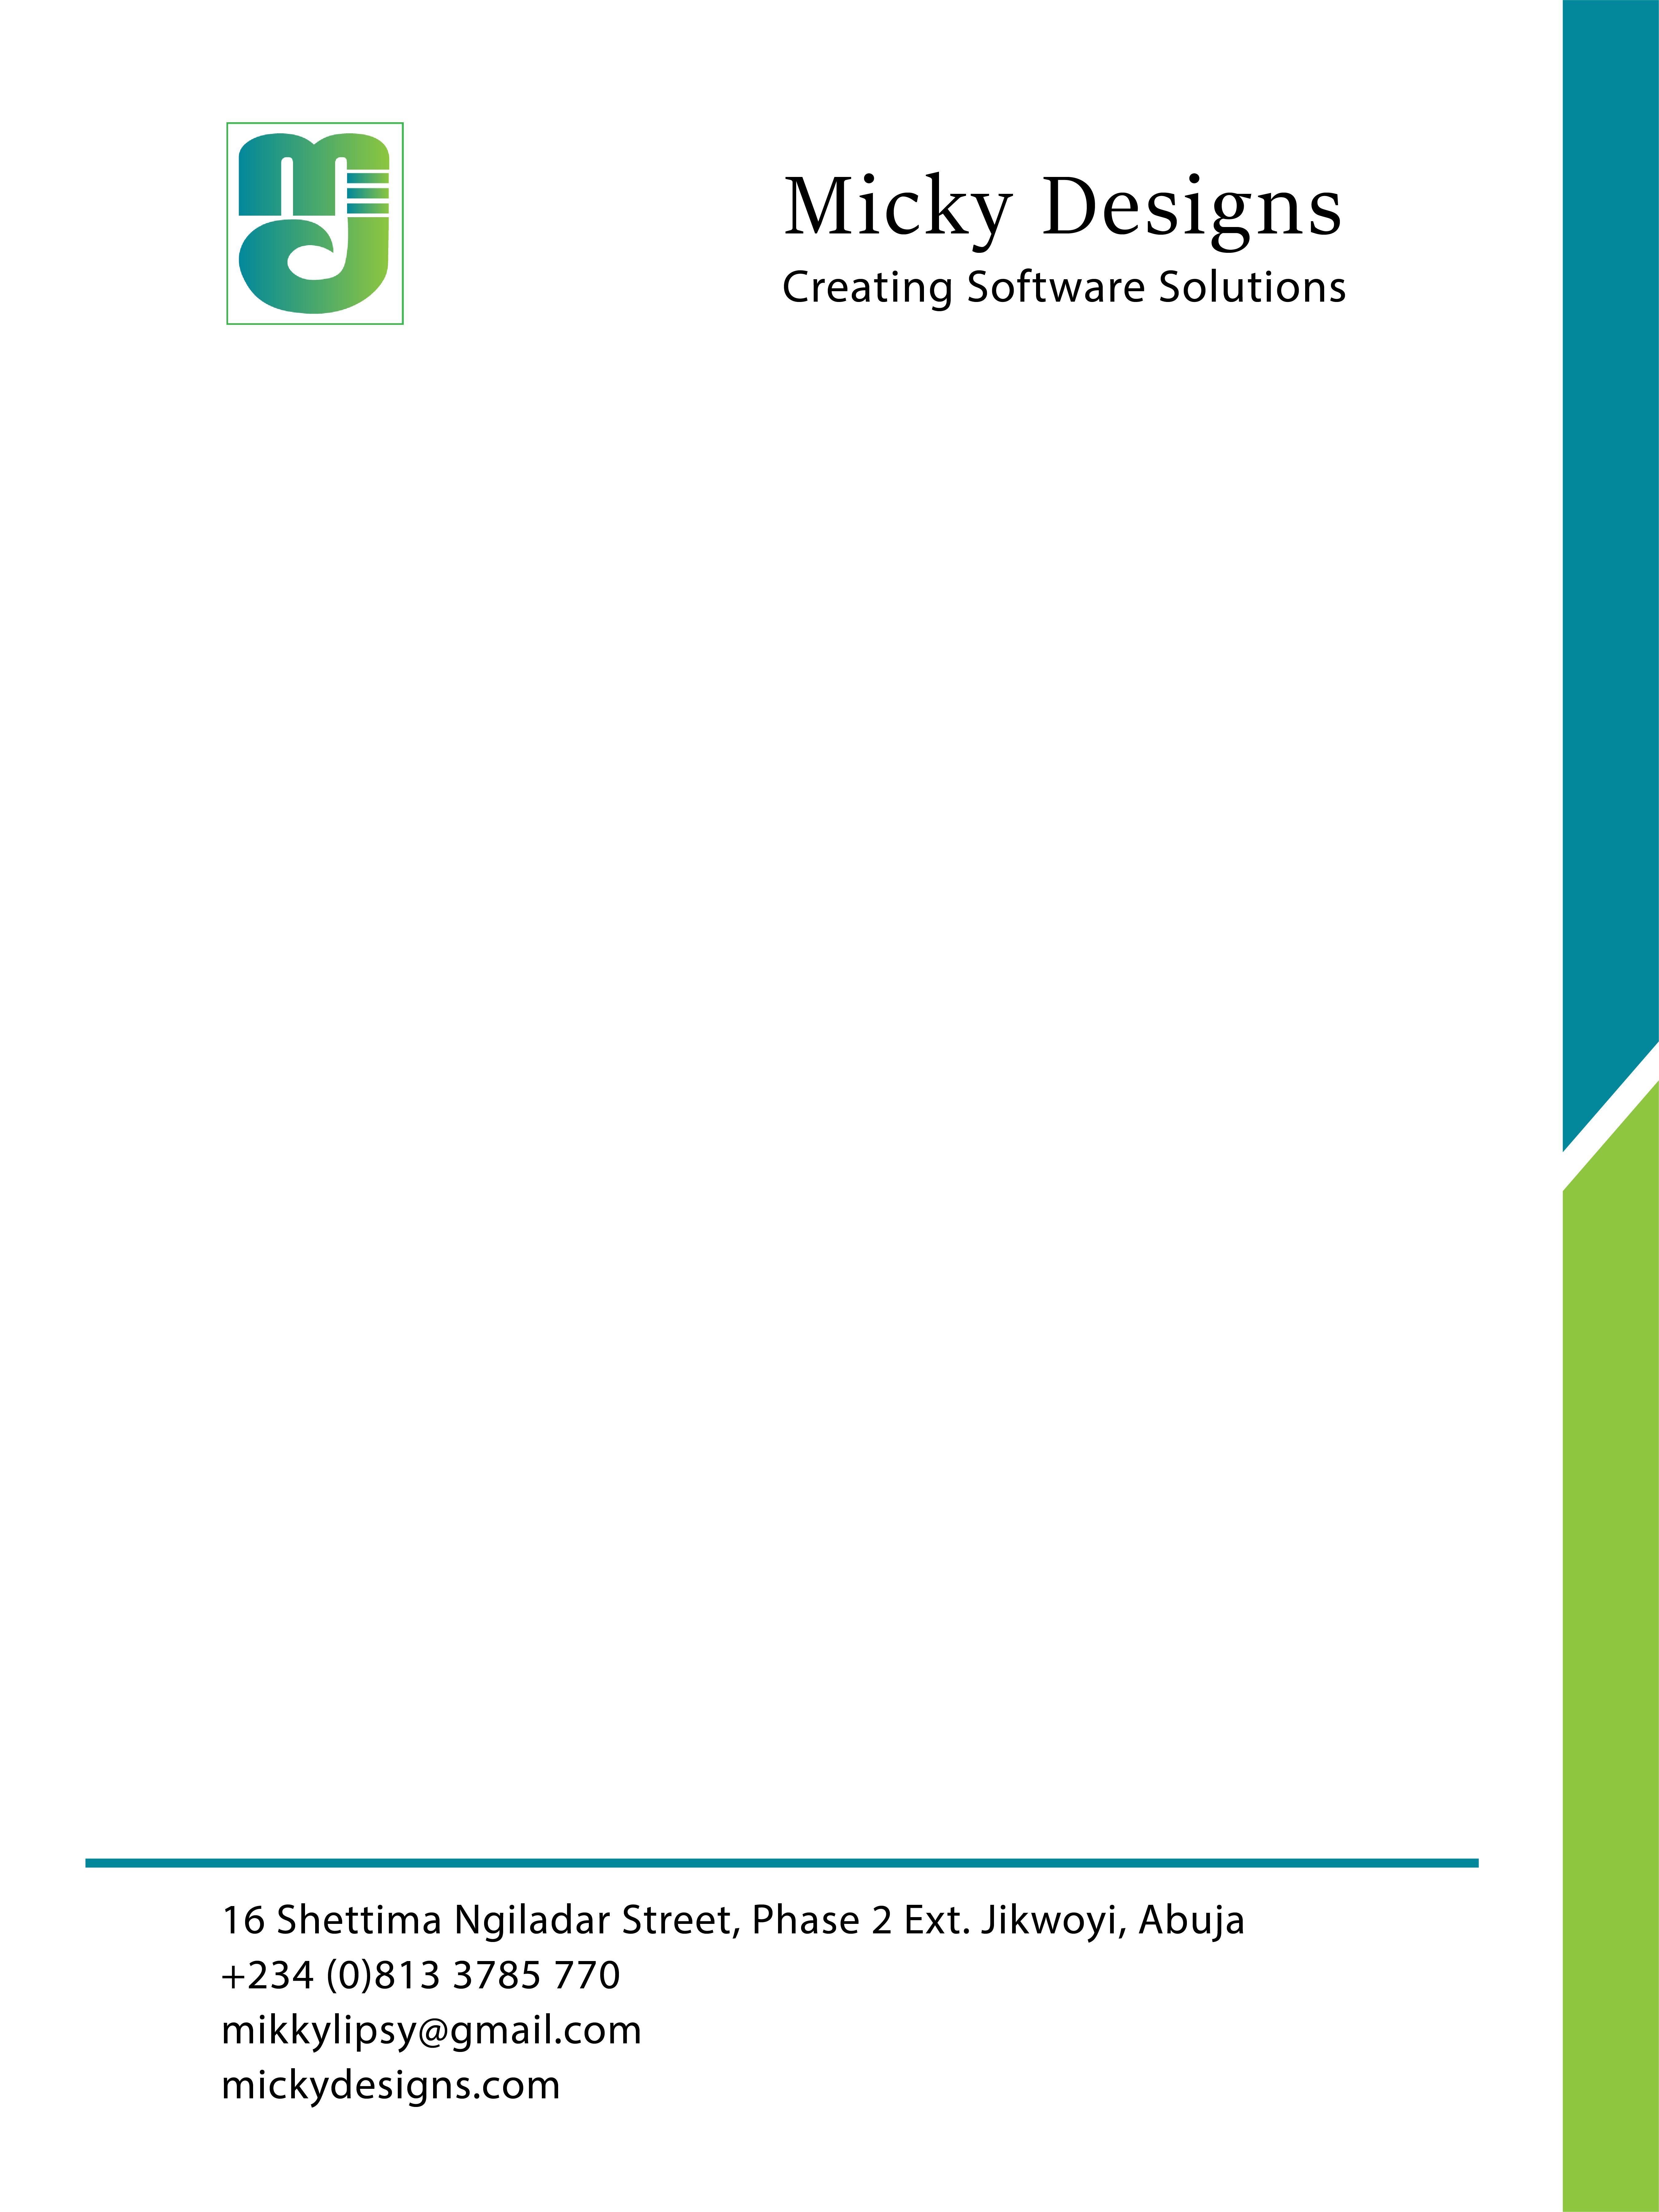 md
Micky Designs
Creating Software Solutions
16 Shettima Ngiladar Street, Phase 2 Ext. Jikwoyi, Abuja
+234 (0)813 3785 770
mikkylipsy@gmail.com
mickydesigns.com